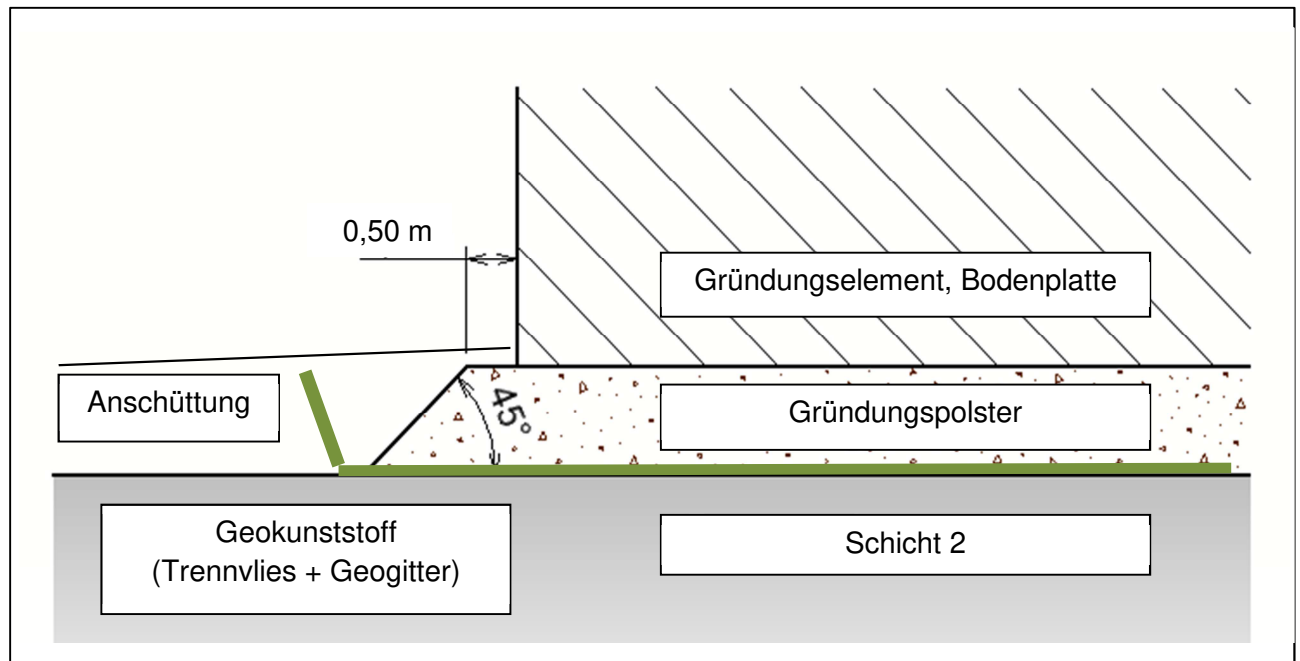 0,50 m
Gründungselement, Bodenplatte
Anschüttung
45°
Gründungspolster
Geokunststoff
(Trennvlies + Geogitter)
Schicht 2